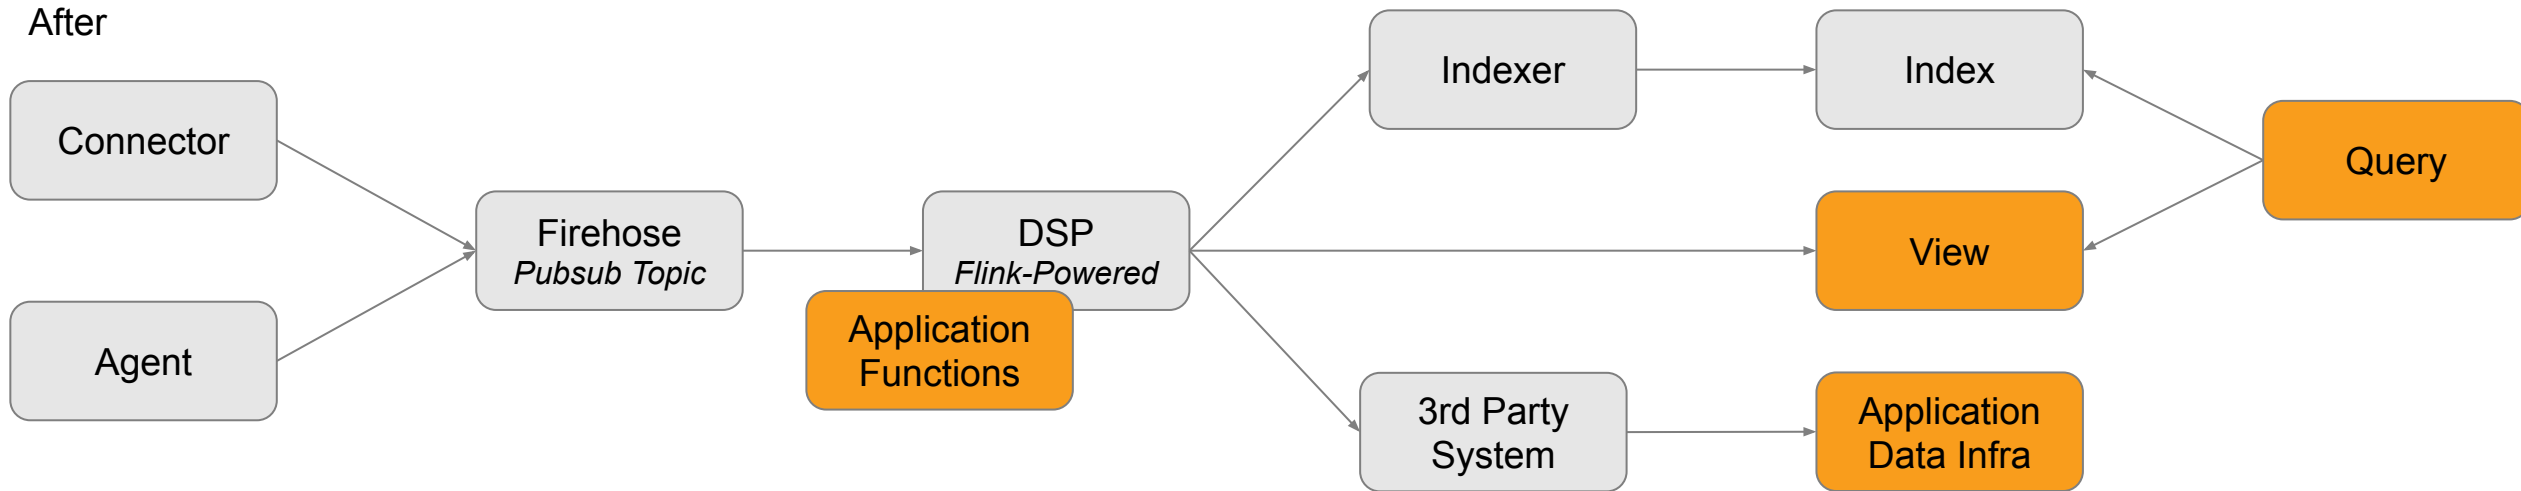 After
Connector
Agent
Firehose
Pubsub Topic
DSP
Flink-Powered
Application
Functions
Indexer
Index
View
Query
3rd Party
System
Application
Data Infra